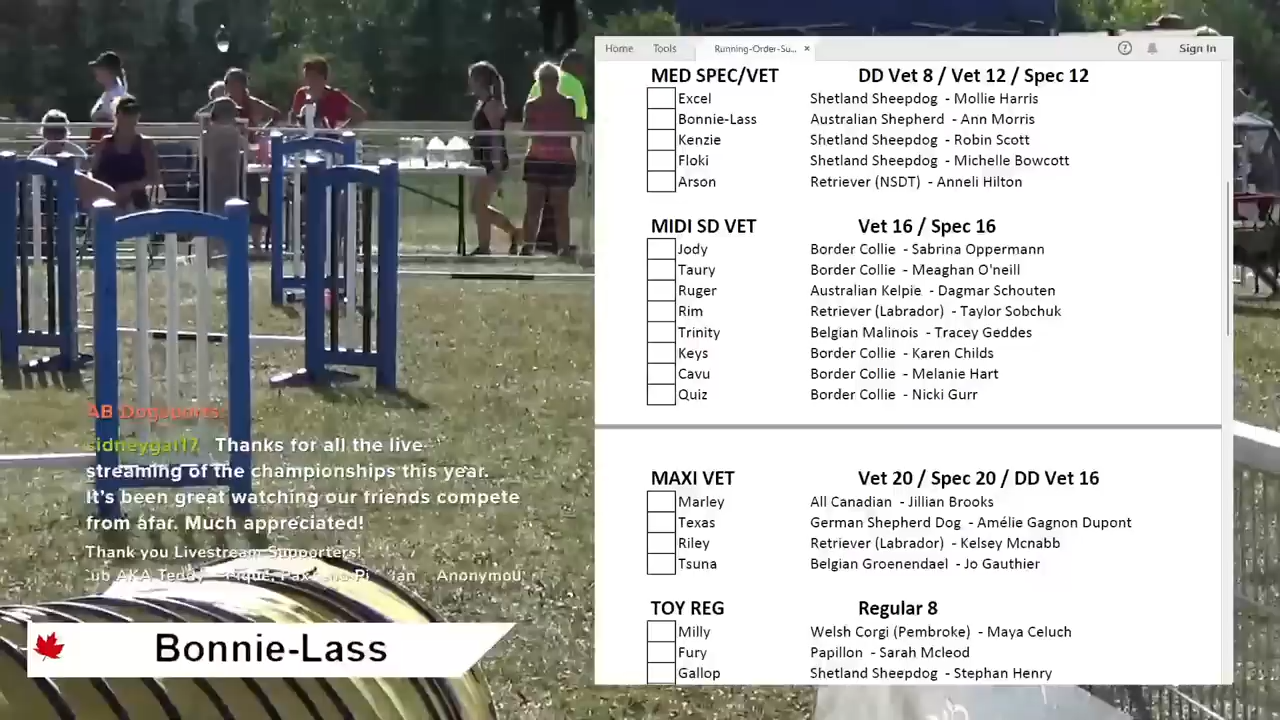 Home Tools Running-Order-Su... × ? Sign In
MED SPEC/VET DD Vet 8 / Vet 12 / Spec 12
Excel Shetland Sheepdog - Mollie Harris
Bonnie-Lass Australian Shepherd - Ann Morris
Kenzie Shetland Sheepdog - Robin Scott
Floki Shetland Sheepdog - Michelle Bowcott
Arson Retriever (NSDT) - Anneli Hilton
MIDI SD VET Vet 16 / Spec 16
Jody Border Collie - Sabrina Oppermann
Taury Border Collie - Meaghan O'neill
Ruger Australian Kelpie - Dagmar Schouten
Rim Retriever (Labrador) - Taylor Sobchuk
Trinity Belgian Malinois - Tracey Geddes
Keys Border Collie - Karen Childs
Cavu Border Collie - Melanie Hart
Quiz Border Collie - Nicki Gurr
MAXI VET Vet 20 / Spec 20 / DD Vet 16
Marley All Canadian - Jillian Brooks
Texas German Shepherd Dog - Amélie Gagnon Dupont
Riley Retriever (Labrador) - Kelsey Mcnabb
Tsuna Belgian Groenendael - Jo Gauthier
TOY REG Regular 8
Milly Welsh Corgi (Pembroke) - Maya Celuch
Fury Papillon - Sarah Mcleod
Gallop Shetland Sheepdog - Stephan Henry
AB Dogsports:
sidneygal17 Thanks for all the live-
streaming of the championships this year.
It's been great watching our friends compete
from afar. Much appreciated!
Thank you Livestream Supporters!
AKA Anonymou
Bonnie-Lass